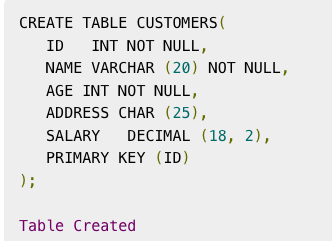 CREATE TABLE CUSTOMERS(
ID INT NOT NULL,
NAME VARCHAR (20) NOT NULL,
AGE INT NOT NULL,
ADDRESS CHAR (25),
SALARY DECIMAL (18, 2),
PRIMARY KEY (ID)
);
Table Created